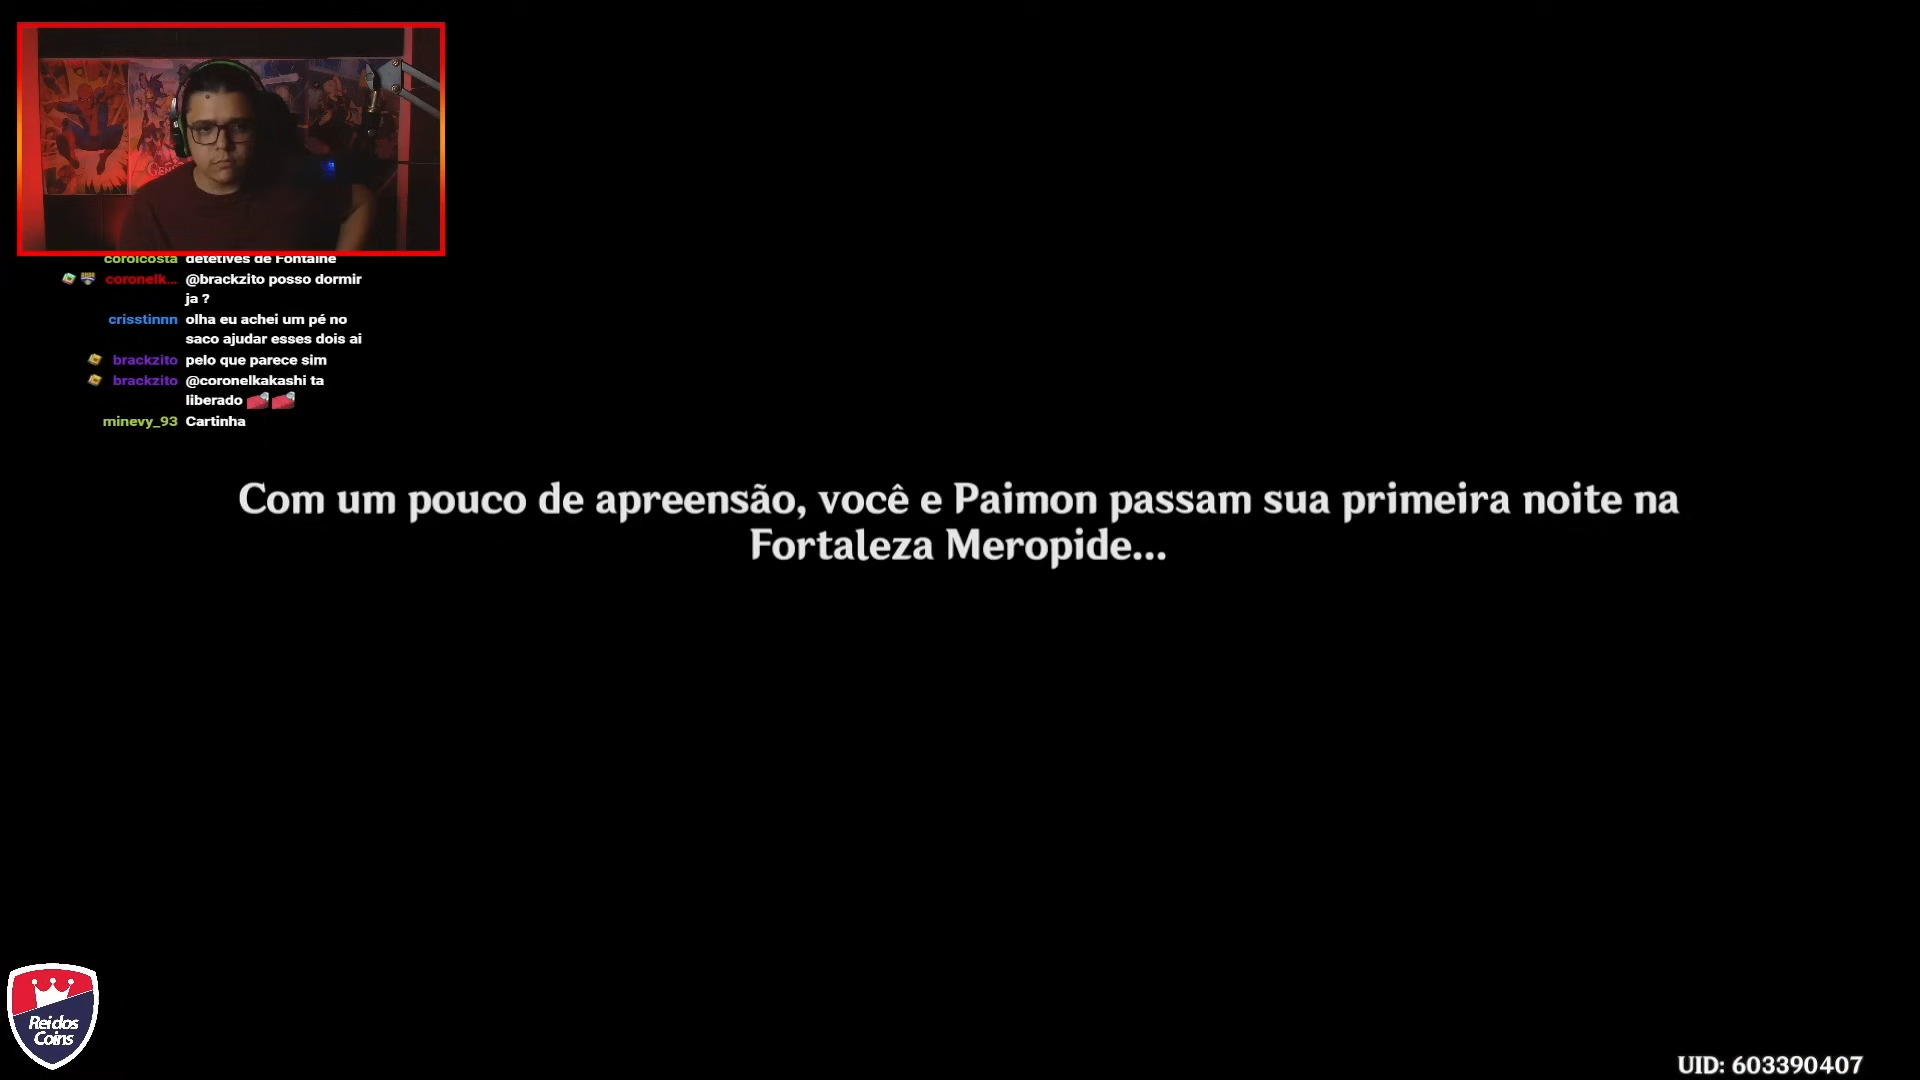 corolcosta detetives de Fontaine
coronelk... @brackzito posso dormir
ja ?
crisstinnn olha eu achei um pé no
saco ajudar esses dois ai
brackzito pelo que parece sim
brackzito @coronelkakashi ta
liberado
minevy_93 Cartinha
Com um pouco de apreensão, você e Paimon passam sua primeira noite na
Fortaleza Meropide...
Rei dos
Coins
UID: 603390407